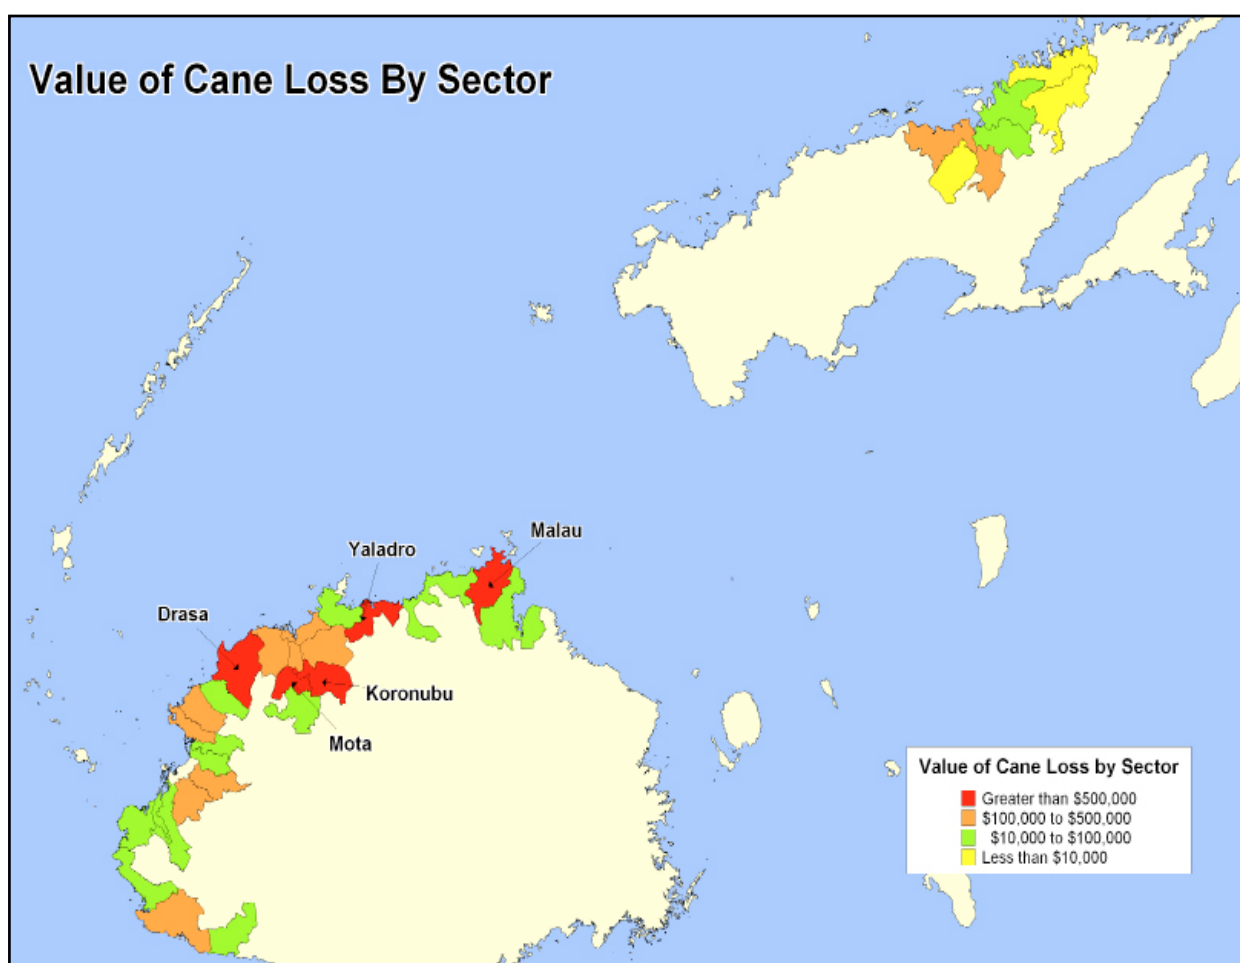 Value of Cane Loss By Sector
Malau
Yaladro
Drasa
Koronubu
Mota
Value of Cane Loss by Sector
Greater than $500,000
$100,000 to $500,000
$10,000 to $100,000
Less than $10,000